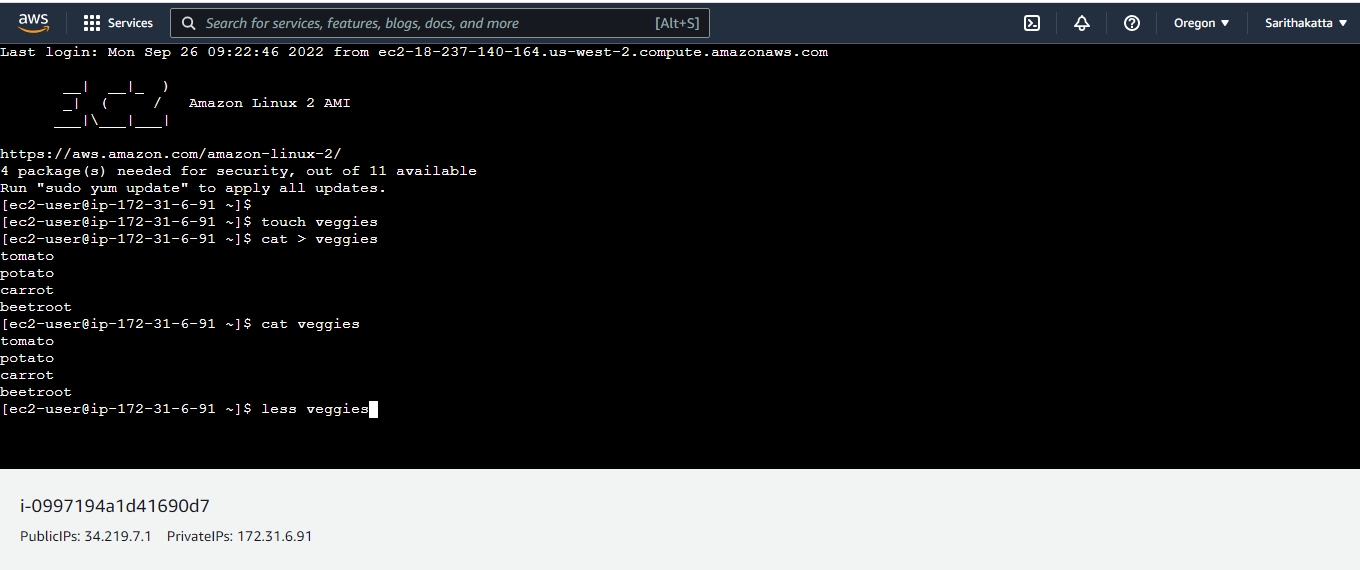 aws Services Search for services, features, blogs, docs, and more [Alt+S] Oregon ▼ Sarithakatta ▼
Last login: Mon Sep 26 09:22:46 2022 from ec2-18-237-140-164.us-west-2.compute.amazonaws.com
       __|  __|_  )
       _|  (     /   Amazon Linux 2 AMI
      ___|\___|___|
https://aws.amazon.com/amazon-linux-2/
4 package(s) needed for security, out of 11 available
Run "sudo yum update" to apply all updates.
[ec2-user@ip-172-31-6-91 ~]$
[ec2-user@ip-172-31-6-91 ~]$ touch veggies
[ec2-user@ip-172-31-6-91 ~]$ cat > veggies
tomato
potato
carrot
beetroot
[ec2-user@ip-172-31-6-91 ~]$ cat veggies
tomato
potato
carrot
beetroot
[ec2-user@ip-172-31-6-91 ~]$ less veggies
i-0997194a1d41690d7
PublicIPs: 34.219.7.1 PrivateIPs: 172.31.6.91